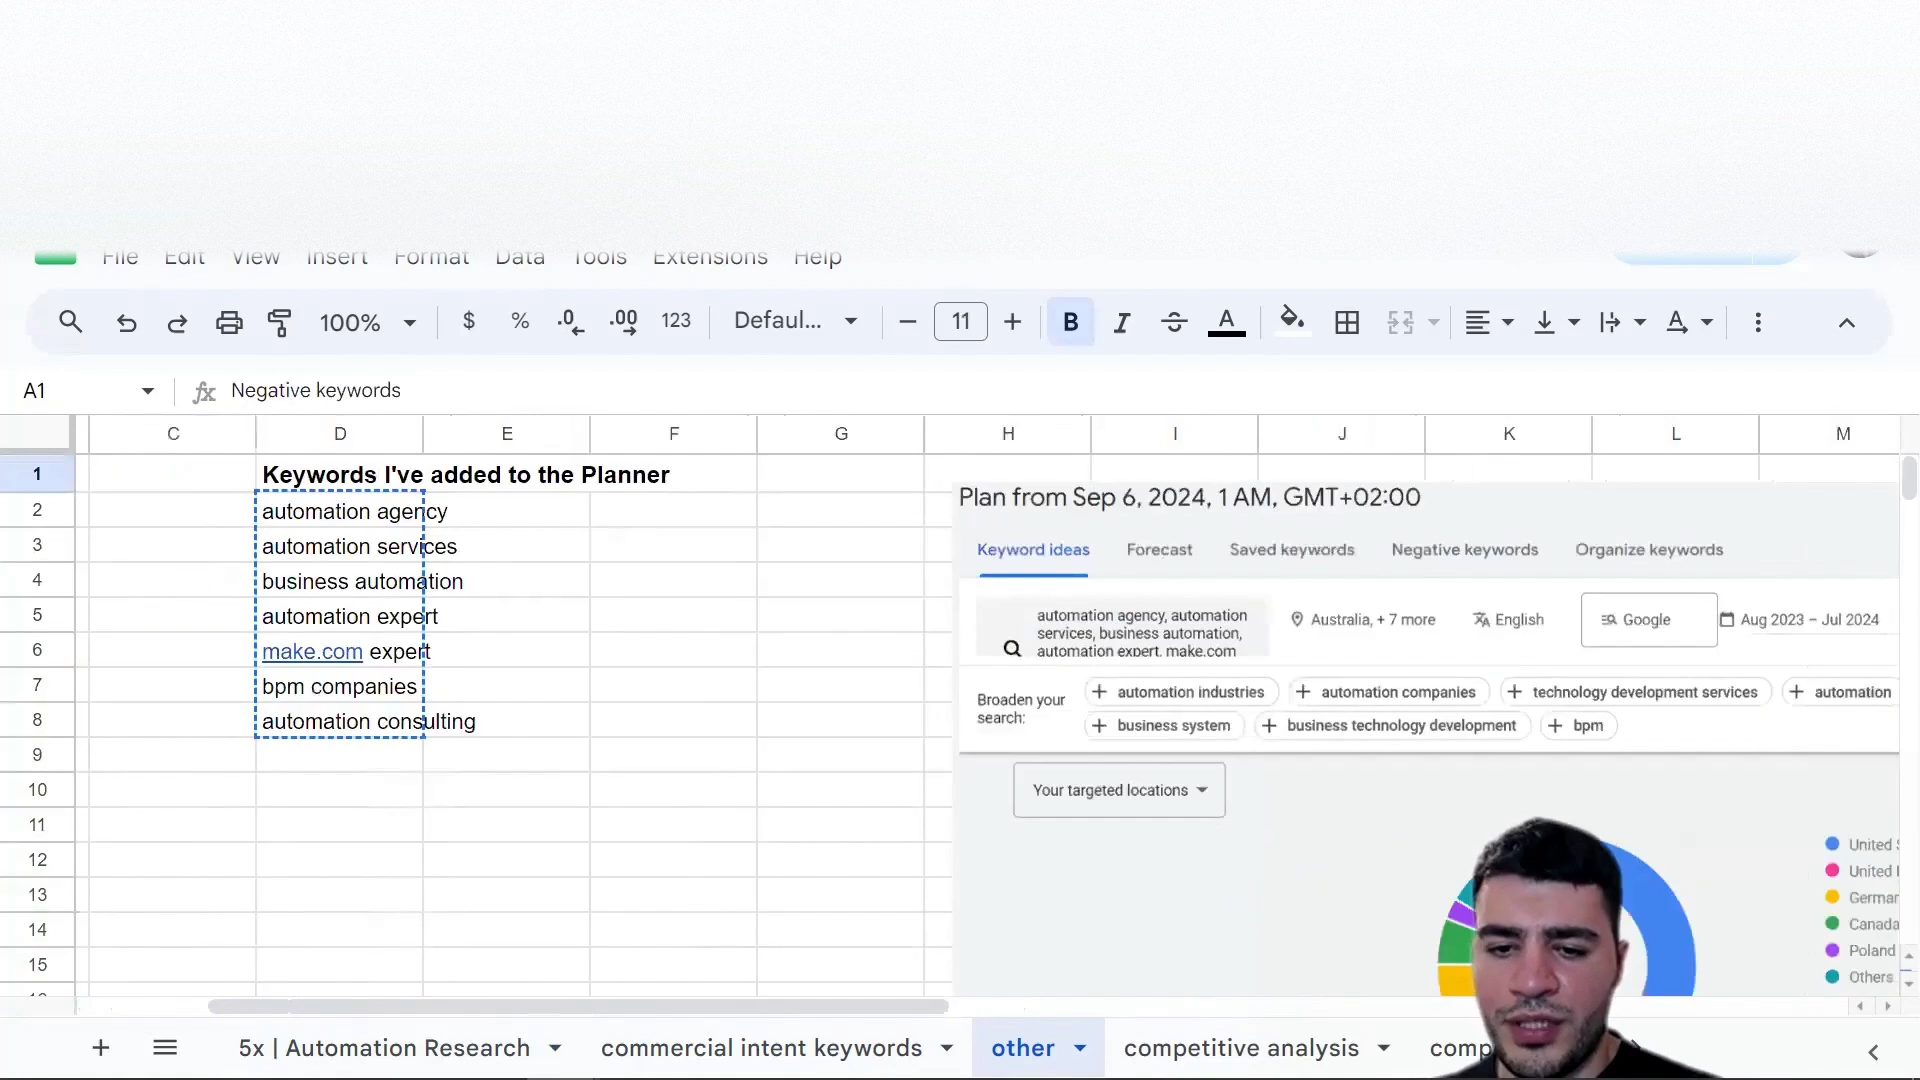 File Edit View Insert Format Data Tools Extensions Help
100% $ % .0 .00 123 Defaul... 11 B I A
A1 fx Negative keywords
C D E F G H I J K L M
1 Keywords I've added to the Planner
2 automation agency
3 automation services
4 business automation
5 automation expert
6 make.com expert
7 bpm companies
8 automation consulting
9
10
11
12
13
14
15
Plan from Sep 6, 2024, 1 AM, GMT+02:00
Keyword ideas Forecast Saved keywords Negative keywords Organize keywords
automation agency, automation
services, business automation,
automation expert, make.com
Australia, + 7 more English Google Aug 2023 – Jul 2024
Broaden your
search:
automation industries automation companies technology development services automation
business system business technology development bpm
Your targeted locations
United
United
Canada
Poland
Others
5x | Automation Research commercial intent keywords other competitive analysis